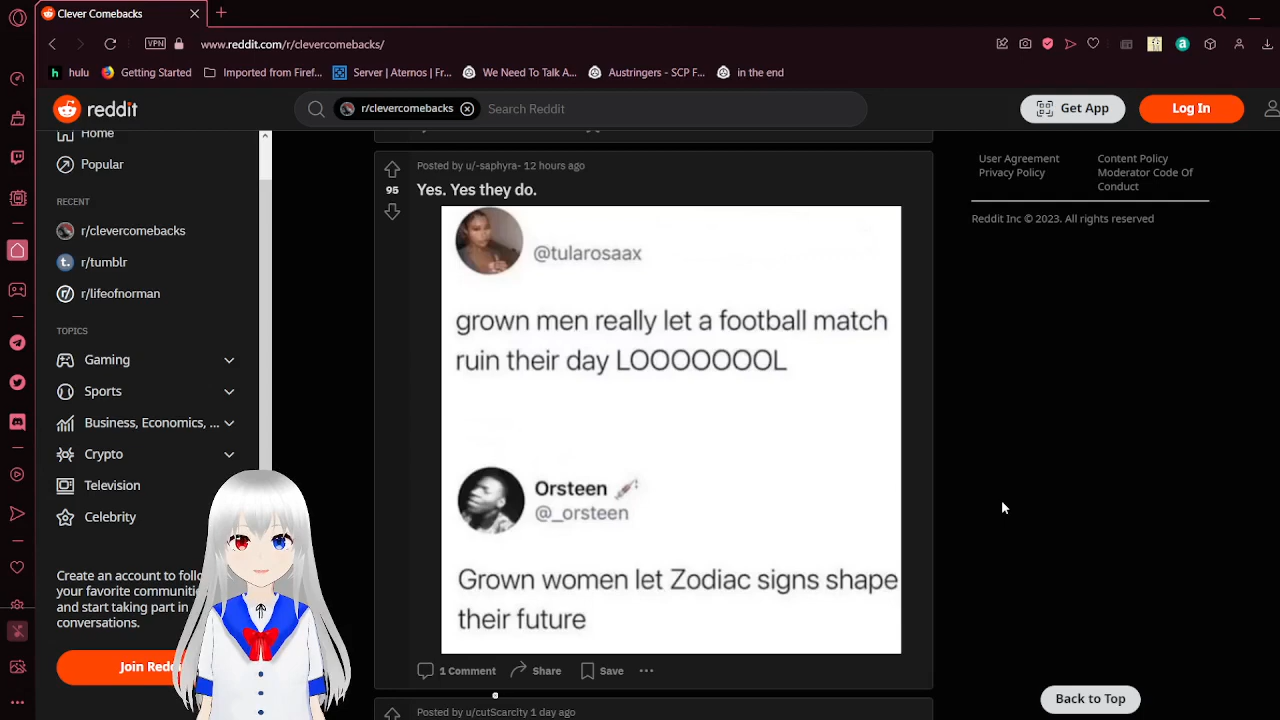 Clever Comebacks
VPN
www.reddit.com/r/clevercomebacks/
h hulu
Getting Started
Imported from Firef...
Server | Aternos | Fr...
We Need To Talk A...
Austringers - SCP F...
in the end
reddit
r/clevercomebacks
Search Reddit
Get App
Log In
Home
Popular
RECENT
r/clevercomebacks
r/tumblr
r/lifeofnorman
TOPICS
Gaming
Sports
Business, Economics, ...
Crypto
Television
Celebrity
Create an account to follo
your favorite communiti
and start taking part in
conversations.
Join Reddi
Posted by u/-saphyra- 12 hours ago
95
Yes. Yes they do.
@tularosaax
grown men really let a football match
ruin their day LOOOOOOOL
Orsteen
@_orsteen
Grown women let Zodiac signs shape
their future
1 Comment
Share
Save
Posted by u/cutScarcity 1 day ago
User Agreement
Privacy Policy
Content Policy
Moderator Code Of
Conduct
Reddit Inc © 2023. All rights reserved
Back to Top